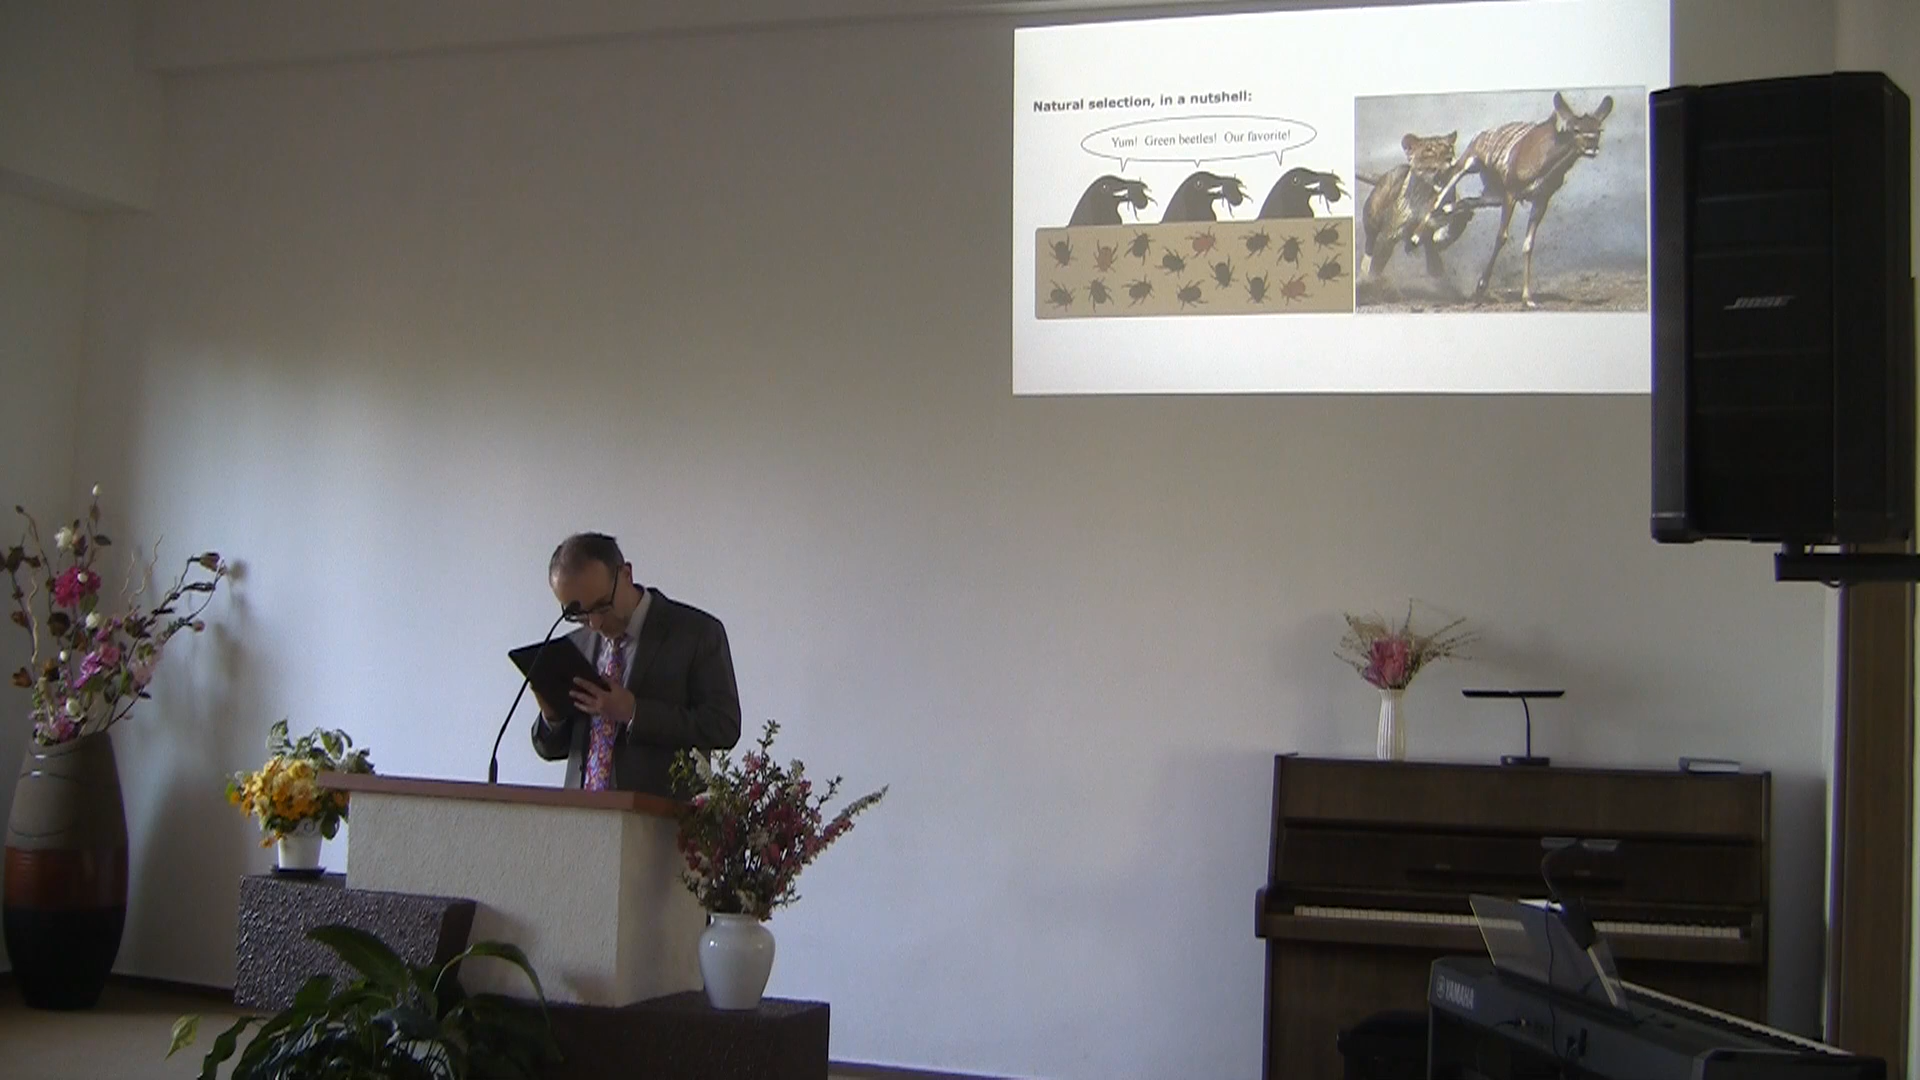 Natural selection, in a nutshell:
Yum! Green beetles! Our favorite!
BOSE
YAMAHA